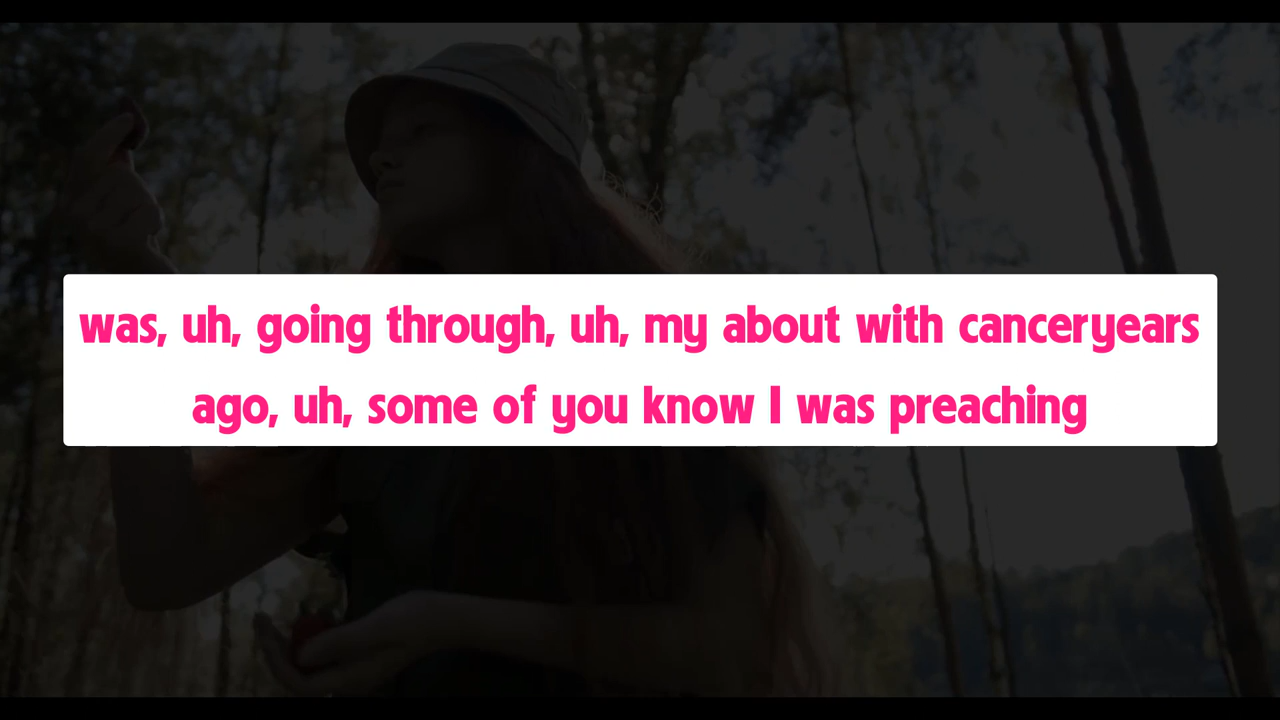 was, uh, going through, uh, my about with canceryears
ago, uh, some of you know I was preaching